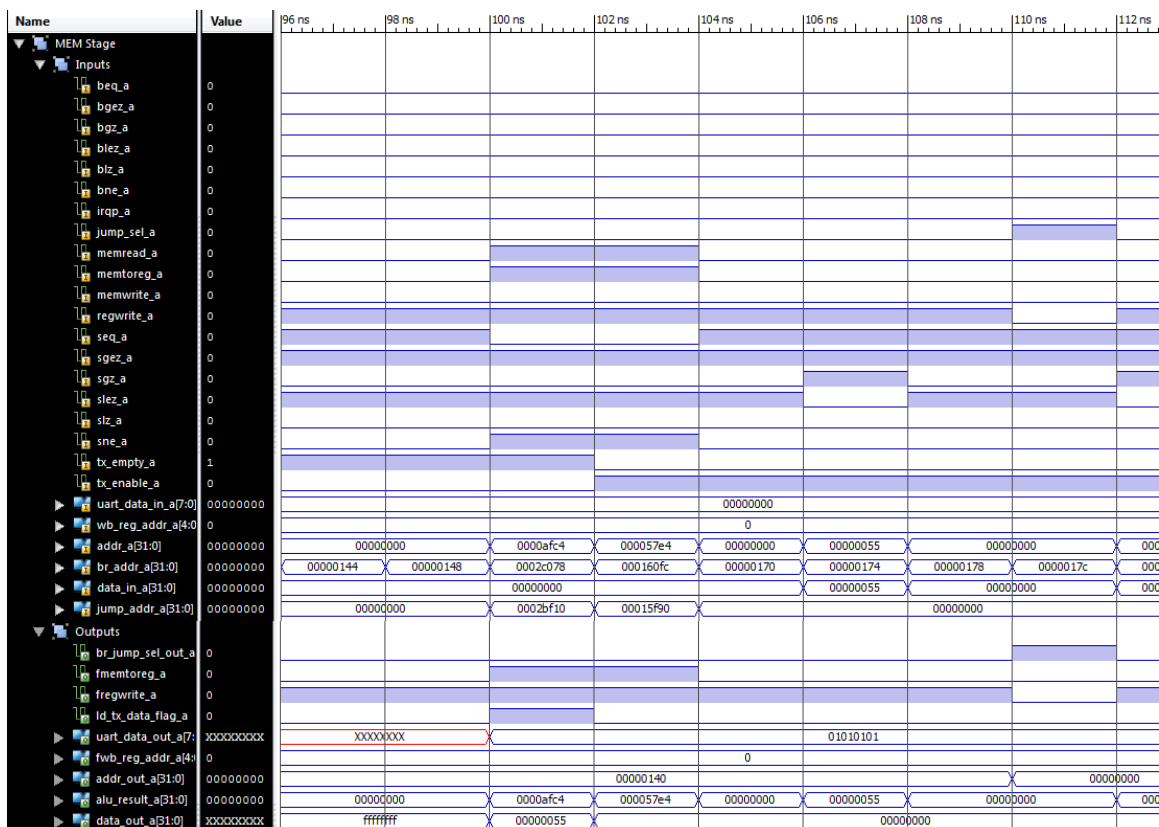 Name Value 96 ns 98 ns 100 ns 102 ns 104 ns 106 ns 108 ns 110 ns 112 ns
MEM Stage
Inputs
beq_a 0
bgez_a 0
bgz_a 0
blez_a 0
blz_a 0
bne_a 0
irqp_a 0
jump_sel_a 0
memread_a 0
memtoreg_a 0
memwrite_a 0
regwrite_a 0
seq_a 0
sgez_a 0
sgz_a 0
slez_a 0
slz_a 0
sne_a 0
tx_empty_a 1
tx_enable_a 0
uart_data_in_a[7:0] 00000000 00000000
wb_reg_addr_a[4:0 0 0
addr_a[31:0] 00000000 00000000 0000afc4 000057e4 00000000 00000055 00000000 000
br_addr_a[31:0] 00000000 00000144 00000148 0002c078 000160fc 00000170 00000174 00000178 0000017c 000
data_in_a[31:0] 00000000 00000000 00000055 00000000 000
jump_addr_a[31:0] 00000000 00000000 0002bf10 00015f90 00000000
Outputs
br_jump_sel_out_a 0
fmemtoreg_a 0
fregwrite_a 0
ld_tx_data_flag_a 0
uart_data_out_a[7: XXXXXXXX XXXXXXXX 01010101
fwb_reg_addr_a[4: 0 0
addr_out_a[31:0] 00000000 00000140 00000000
alu_result_a[31:0] 00000000 00000000 0000afc4 000057e4 00000000 00000055 00000000 000
data_out_a[31:0] XXXXXXXX ffffffff 00000055 00000000